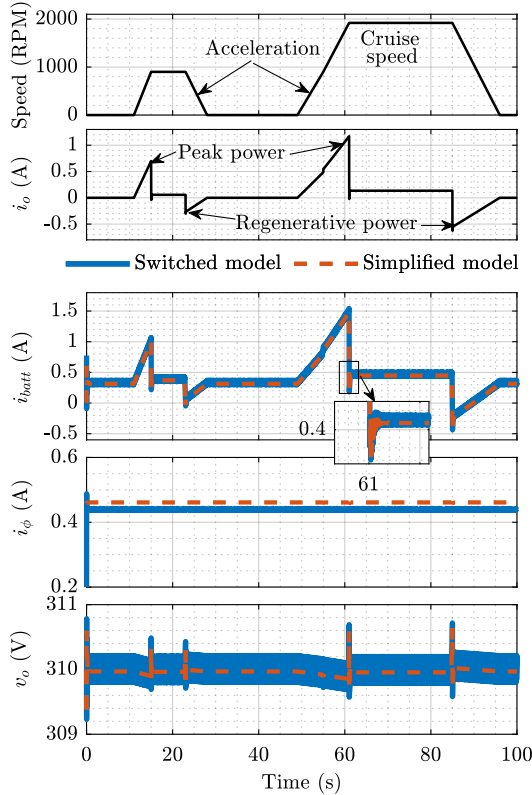 Speed (RPM)
2000
1000
0
Acceleration
Cruise
speed
i_o (A)
1
0.5
0
-0.5
Peak power
Regenerative power
Switched model
Simplified model
i_batt (A)
1.5
1
0.5
0
-0.5
0.4
61
i_ϕ (A)
0.6
0.4
0.2
v_o (V)
311
310
309
0 20 40 60 80 100
Time (s)